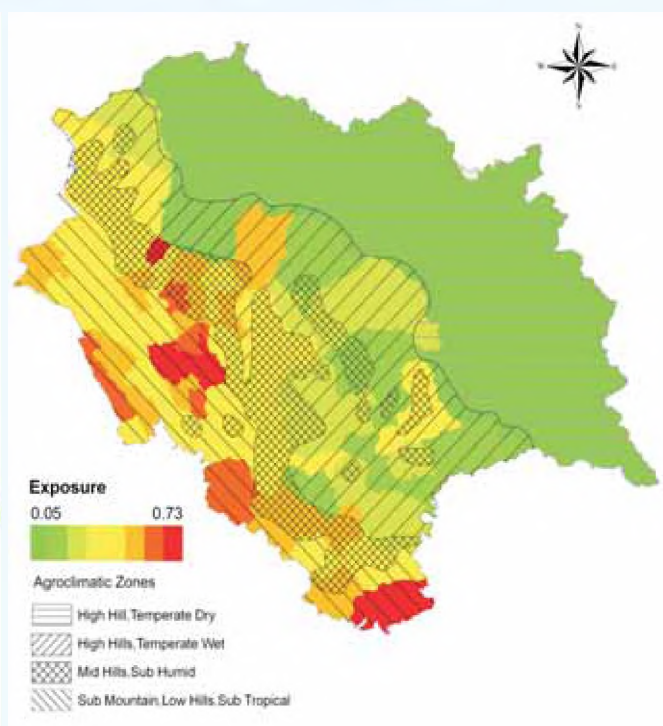 Exposure
0.05 0.73
Agroclimatic Zones
High Hill,Temperate Dry
High Hills,Temperate Wet
Mid Hills,Sub Humid
Sub Mountain,Low Hills,Sub Tropical